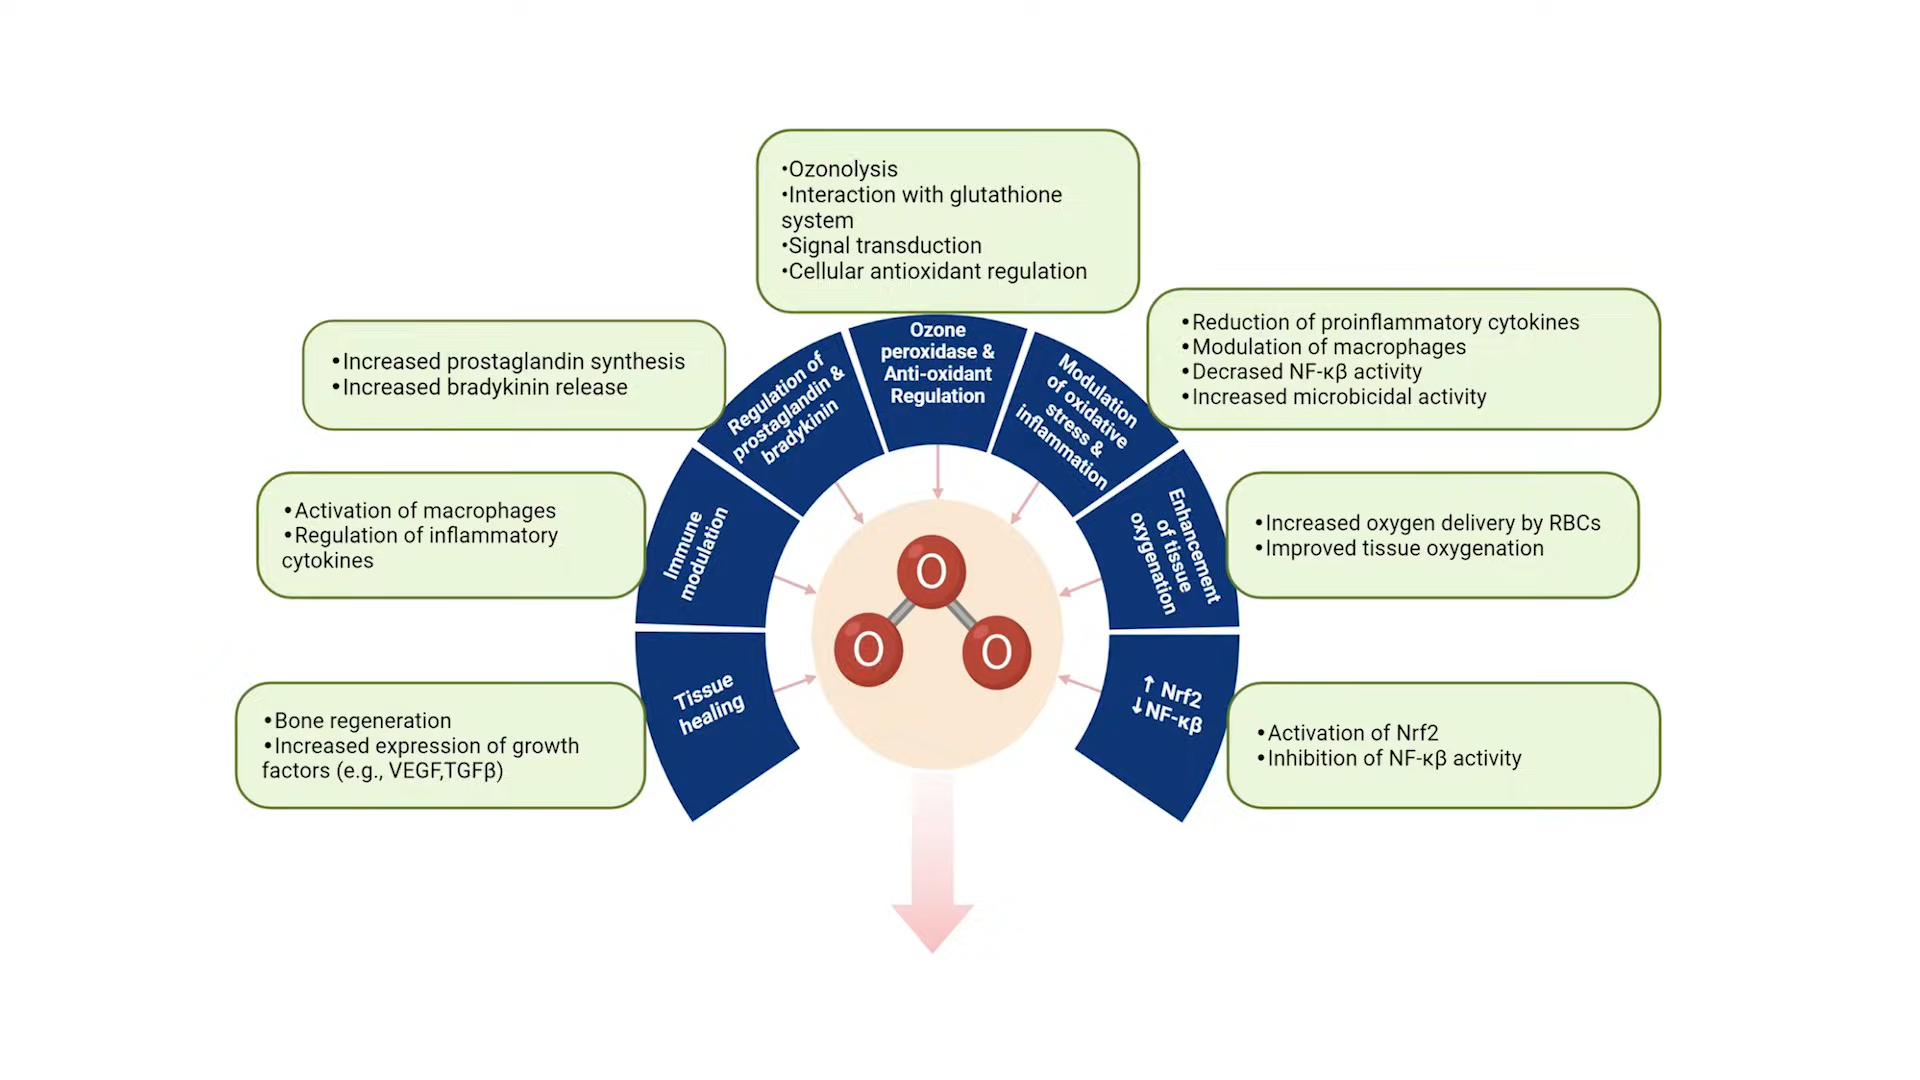 •Ozonolysis
•Interaction with glutathione
system
•Signal transduction
•Cellular antioxidant regulation
•Increased prostaglandin synthesis
•Increased bradykinin release
•Reduction of proinflammatory cytokines
•Modulation of macrophages
•Decrased NF-κβ activity
•Increased microbicidal activity
Ozone
peroxidase &
Anti-oxidant
Regulation
Regulation of
prostaglandin &
bradykinin
Modulation
of oxidative
stress &
inflammation
•Activation of macrophages
•Regulation of inflammatory
cytokines
Immune
modulation
Enhancement
of tissue
oxygenation
•Increased oxygen delivery by RBCs
•Improved tissue oxygenation
O
O
O
•Bone regeneration
•Increased expression of growth
factors (e.g., VEGF,TGFβ)
Tissue
healing
↑ Nrf2
↓NF-κβ
•Activation of Nrf2
•Inhibition of NF-κβ activity